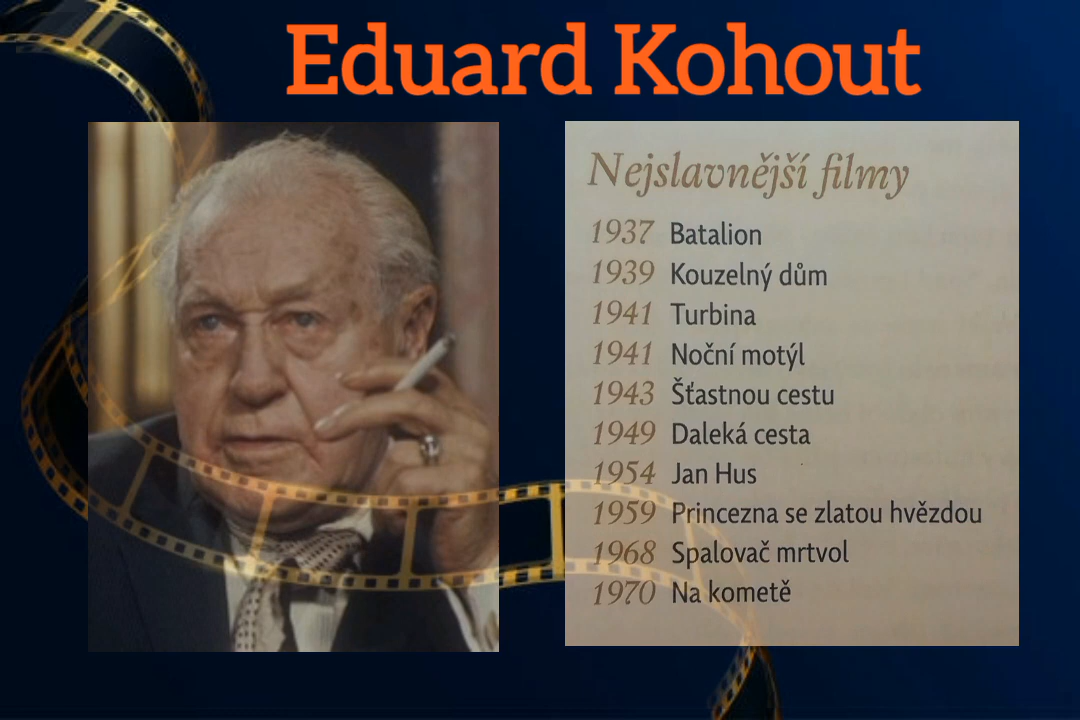 Eduard Kohout
Nejslavnější filmy
1937 Batalion
1939 Kouzelný dům
1941 Turbina
1941 Noční motýl
1943 Šťastnou cestu
1949 Daleká cesta
1954 Jan Hus
1959 Princezna se zlatou hvězdou
1968 Spalovač mrtvol
1970 Na kometě